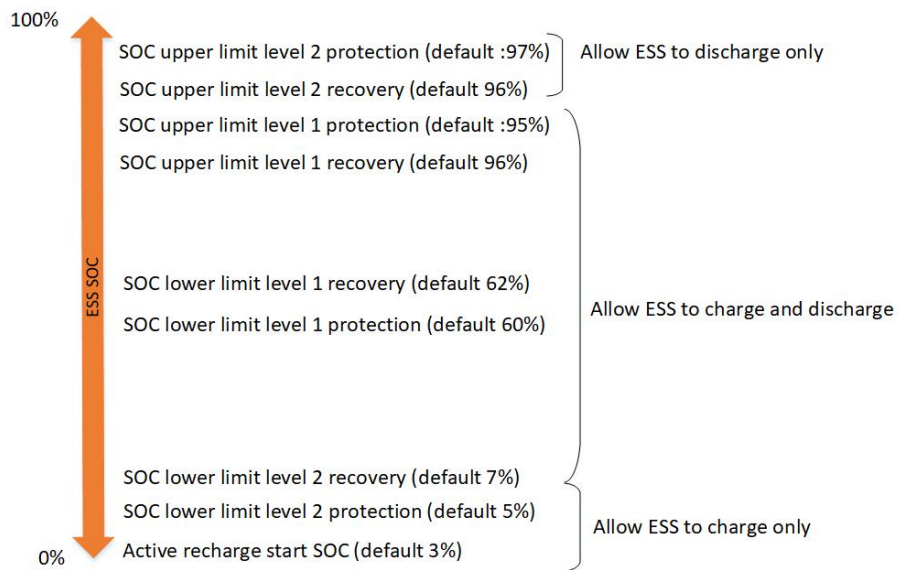 100%
SOC upper limit level 2 protection (default :97%)
Allow ESS to discharge only
SOC upper limit level 2 recovery (default 96%)
SOC upper limit level 1 protection (default :95%)
SOC upper limit level 1 recovery (default 96%)
ESS SOC
SOC lower limit level 1 recovery (default 62%)
Allow ESS to charge and discharge
SOC lower limit level 1 protection (default 60%)
SOC lower limit level 2 recovery (default 7%)
SOC lower limit level 2 protection (default 5%)
Allow ESS to charge only
Active recharge start SOC (default 3%)
0%